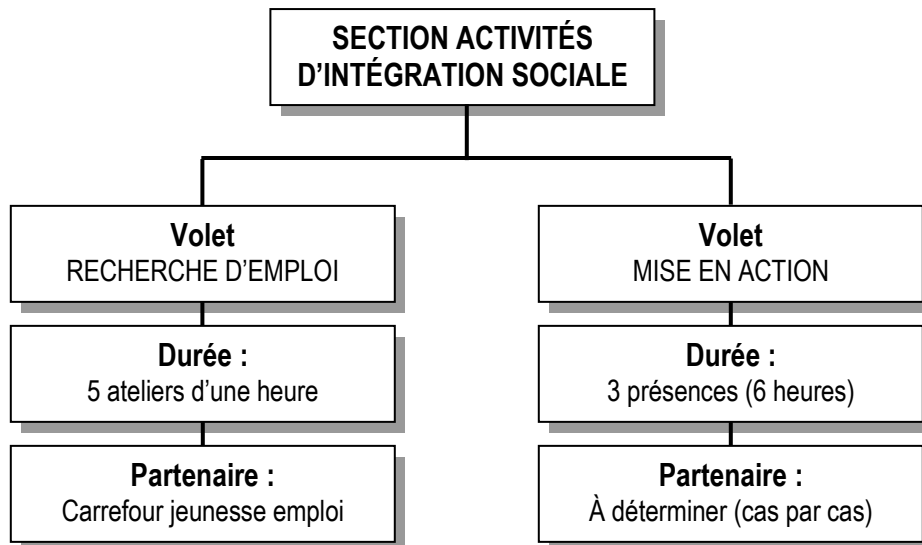 SECTION ACTIVITÉS
D’INTÉGRATION SOCIALE
Volet
RECHERCHE D’EMPLOI
Durée :
5 ateliers d’une heure
Partenaire :
Carrefour jeunesse emploi
Volet
MISE EN ACTION
Durée :
3 présences (6 heures)
Partenaire :
À déterminer (cas par cas)